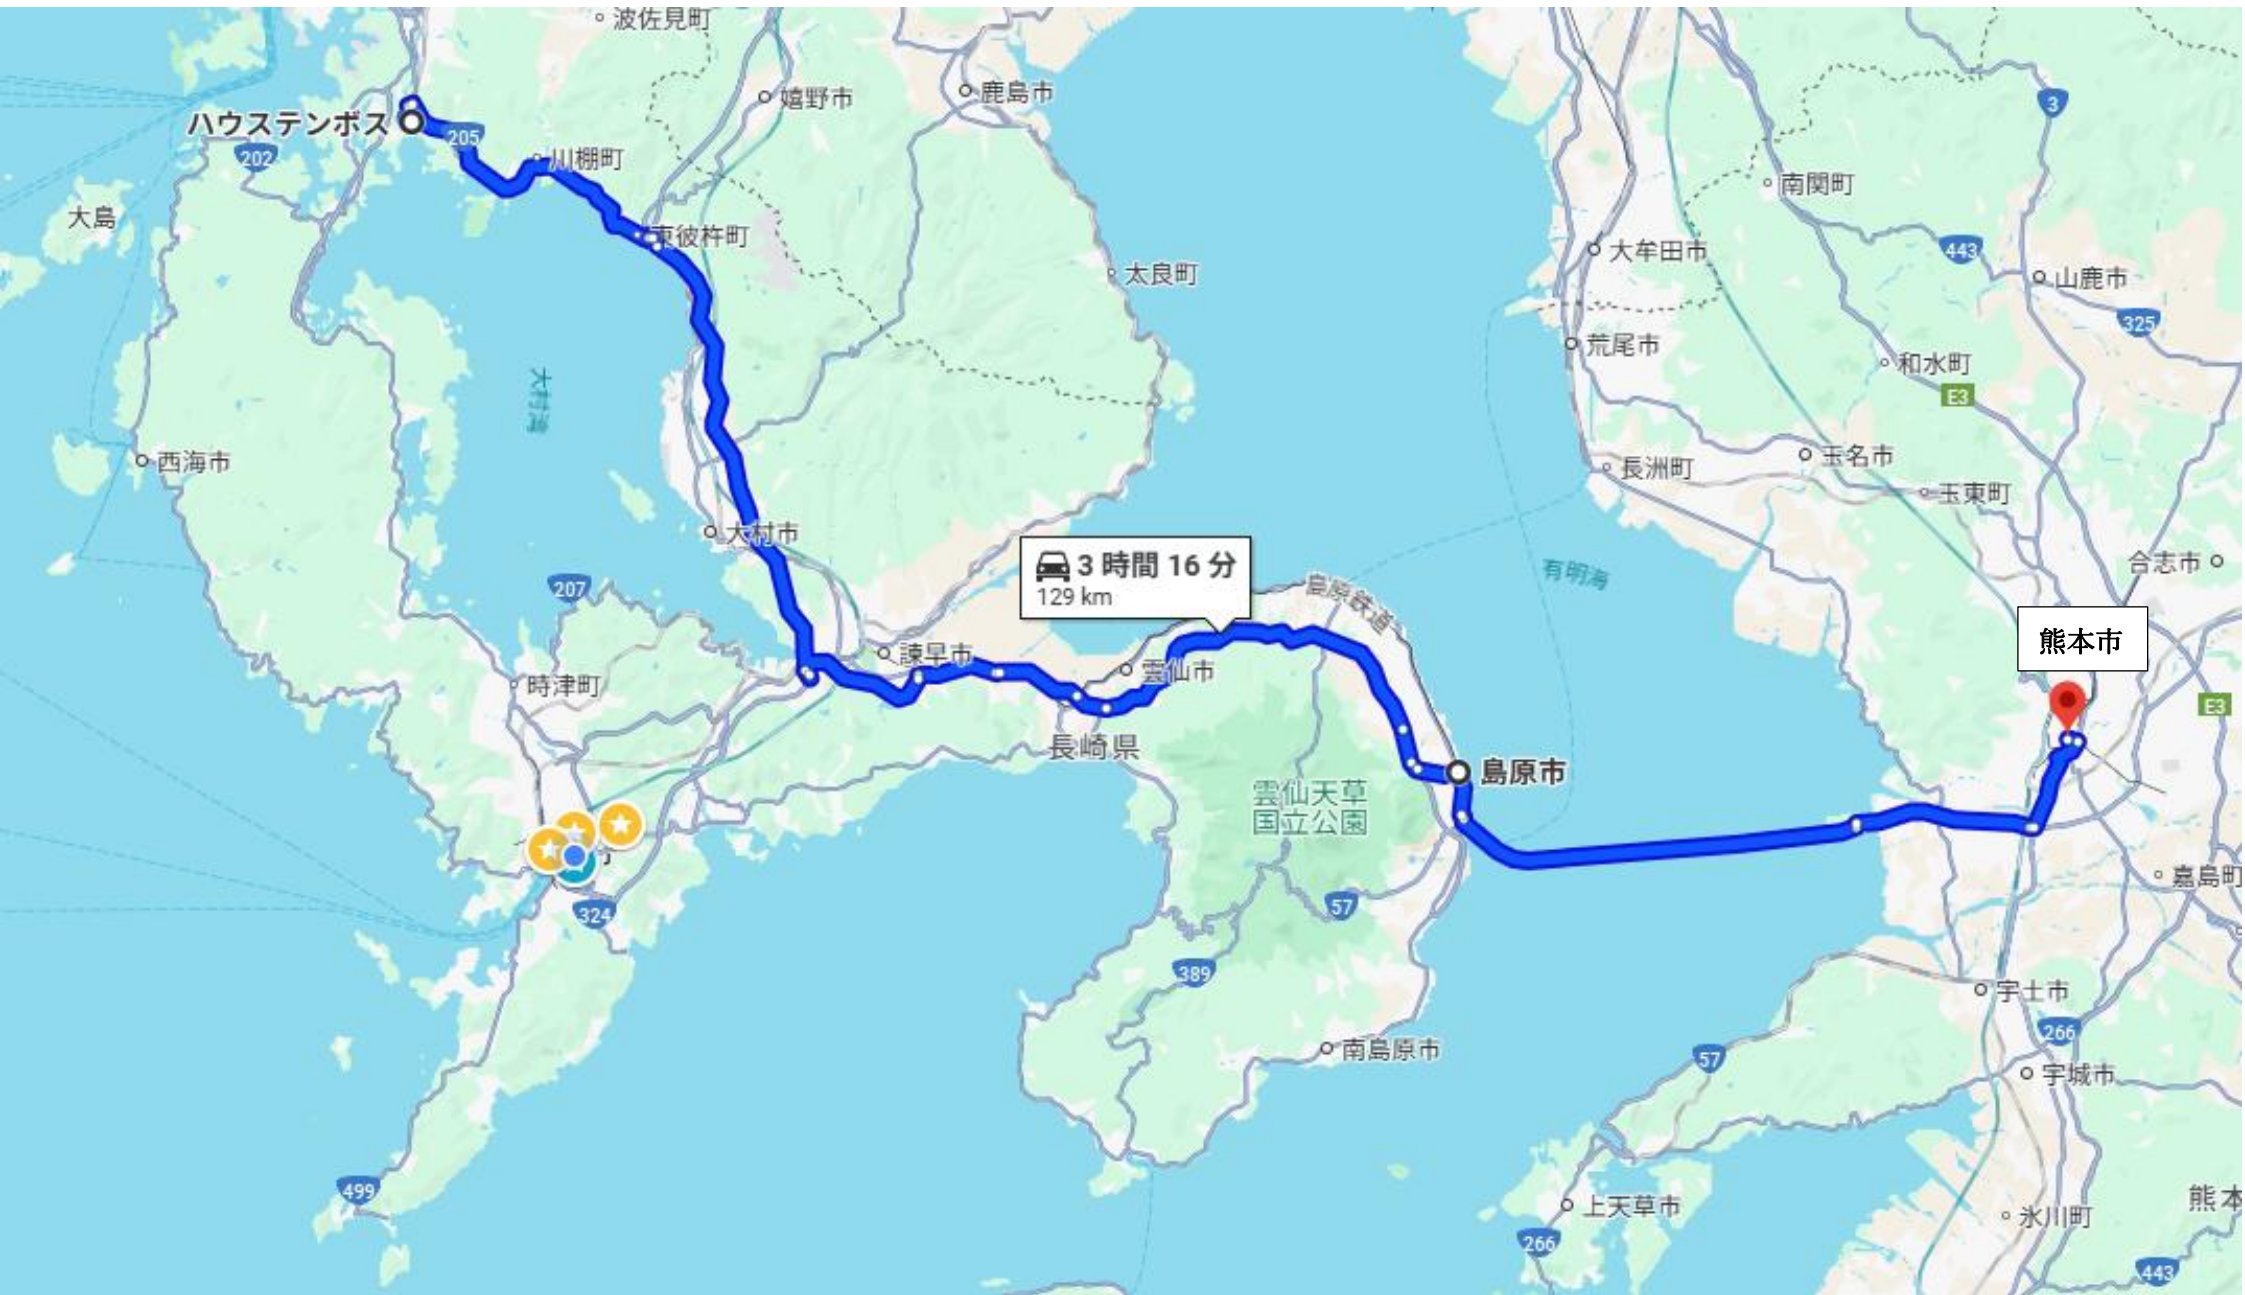 波佐見町
嬉野市
鹿島市
3
ハウステンボス
205
202
川棚町
南関町
大島
東彼杵町
大牟田市
443
太良町
山鹿市
325
荒尾市
和水町
E3
大村湾
西海市
長洲町
玉名市
玉東町
大村市
3 時間 16 分
129 km
有明海
合志市
207
島原鉄道
熊本市
諫早市
雲仙市
時津町
E3
長崎県
島原市
雲仙天草
国立公園
嘉島町
324
57
389
宇土市
266
南島原市
57
宇城市
499
上天草市
熊本
氷川町
266
443